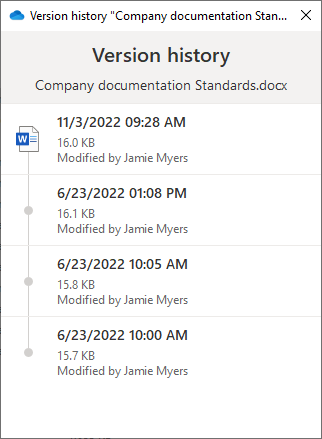 Version history "Company documentation Stan...
Version history
Company documentation Standards.docx
W
11/3/2022 09:28 AM
16.0 KB
Modified by Jamie Myers
6/23/2022 01:08 PM
16.1 KB
Modified by Jamie Myers
6/23/2022 10:05 AM
15.8 KB
Modified by Jamie Myers
6/23/2022 10:00 AM
15.7 KB
Modified by Jamie Myers